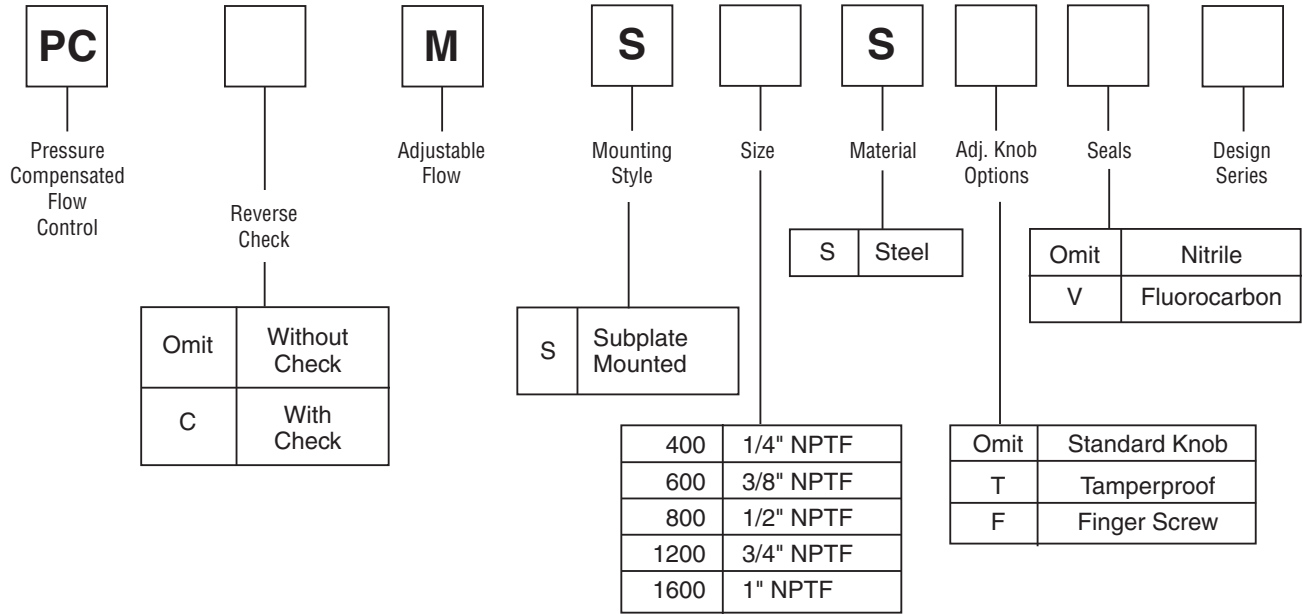 PC M S S
Pressure
Compensated
Flow
Control
Reverse
Check
Adjustable
Flow
Mounting
Style
Size
Material
Adj. Knob
Options
Seals
Design
Series
Omit Without
Check
C With
Check
S Subplate
Mounted
400 1/4" NPTF
600 3/8" NPTF
800 1/2" NPTF
1200 3/4" NPTF
1600 1" NPTF
S Steel
Omit Standard Knob
T Tamperproof
F Finger Screw
Omit Nitrile
V Fluorocarbon